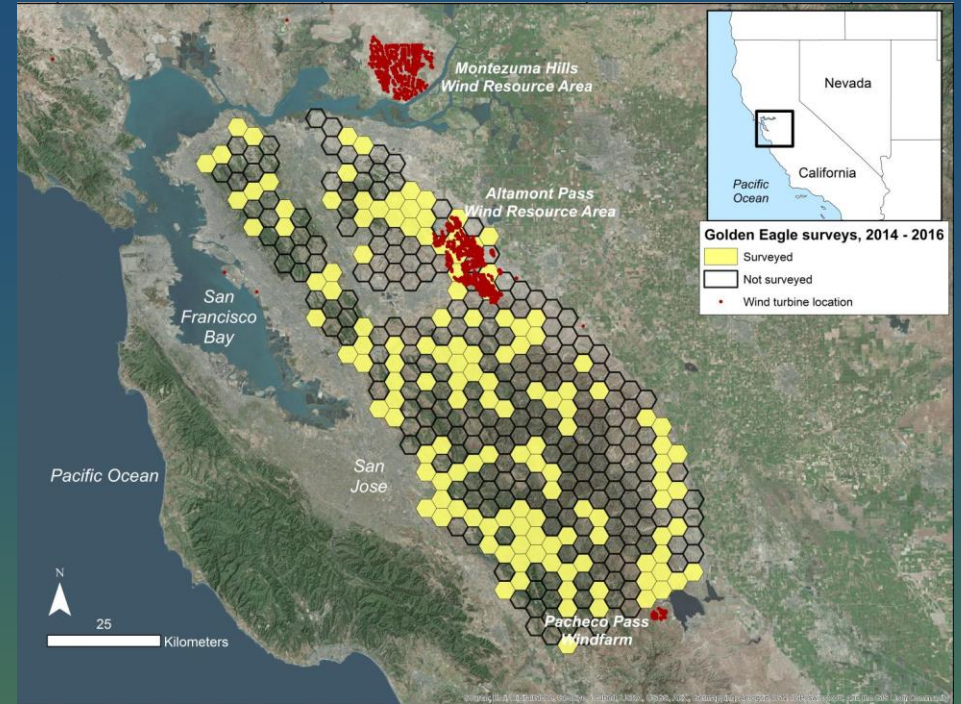 Montezuma Hills
Wind Resource Area
Nevada
California
Pacific
Ocean
Altamont Pass
Wind Resource Area
Golden Eagle surveys, 2014 - 2016
Surveyed
Not surveyed
Wind turbine location
San
Francisco
Bay
Pacific Ocean
San
Jose
N
25
Kilometers
Pacheco Pass
Windfarm